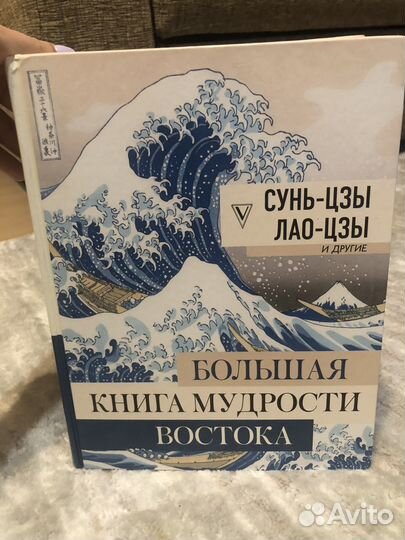 СУНЬ-ЦЗЫ
ЛАО-ЦЗЫ
И ДРУГИЕ
БОЛЬШАЯ
КНИГА МУДРОСТИ
ВОСТОКА
Avito